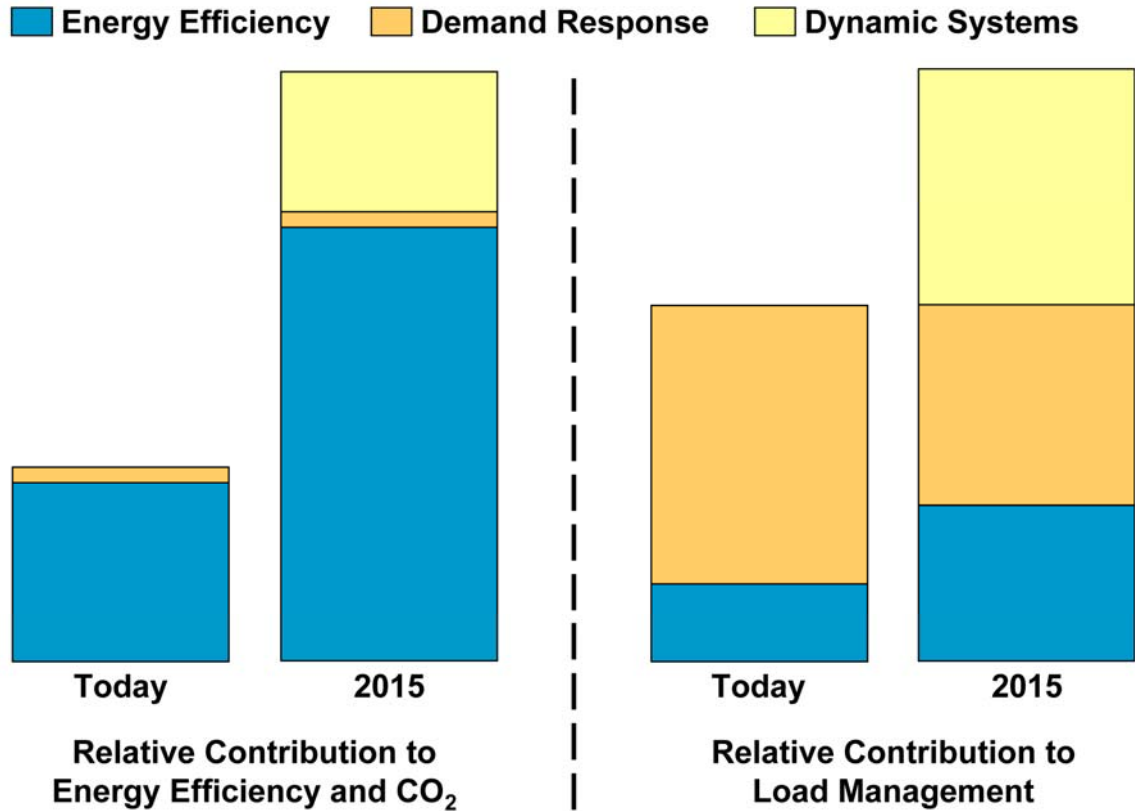 Energy Efficiency Demand Response Dynamic Systems
Today 2015 Today 2015
Relative Contribution to
Energy Efficiency and CO₂
Relative Contribution to
Load Management